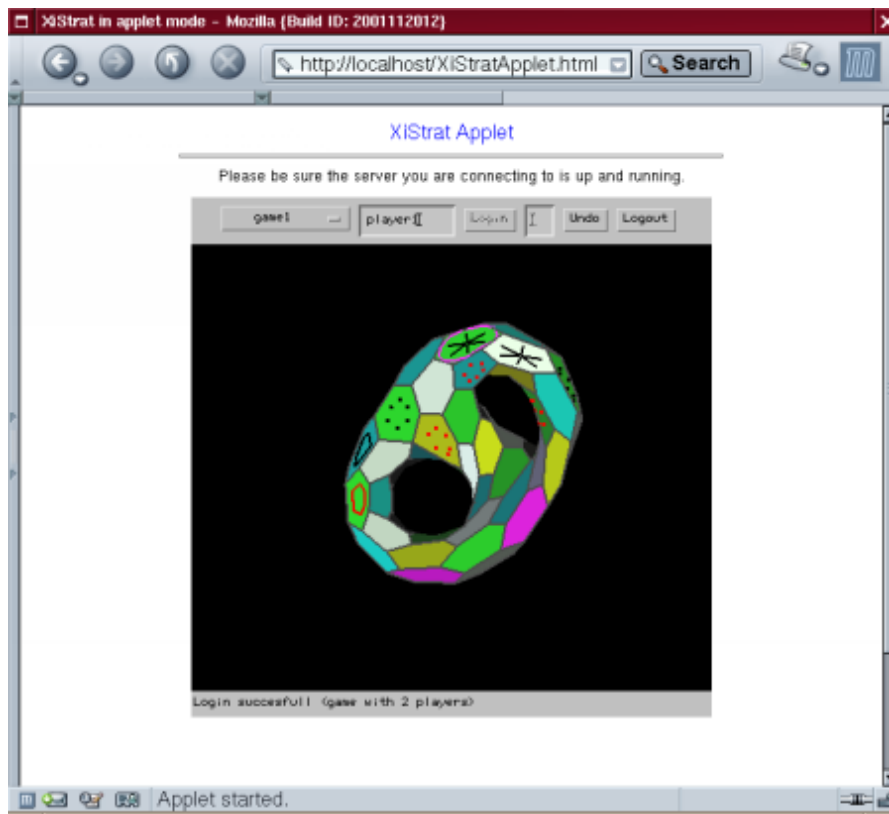 XiStrat in applet mode - Mozilla {Build ID: 2001112012}
http://localhost/XiStratApplet.html Search
XiStrat Applet
Please be sure the server you are connecting to is up and running.
game1 player1 Login Undo Logout
Login succesfull (game with 2 players)
Applet started.